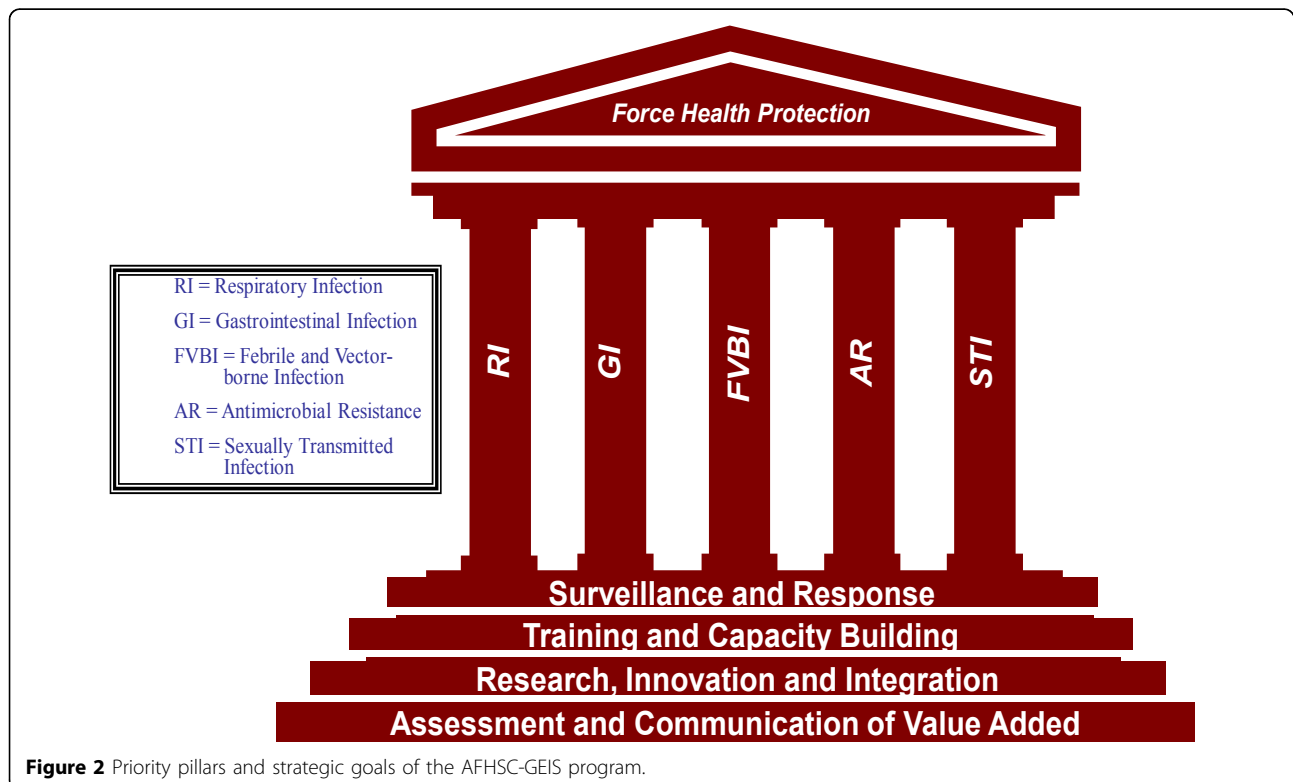 Force Health Protection
RI = Respiratory Infection
GI = Gastrointestinal Infection
FVBI = Febrile and Vector-
borne Infection
AR = Antimicrobial Resistance
STI = Sexually Transmitted
Infection
RI
GI
FVBI
AR
STI
Surveillance and Response
Training and Capacity Building
Research, Innovation and Integration
Assessment and Communication of Value Added
Figure 2 Priority pillars and strategic goals of the AFHSC-GEIS program.